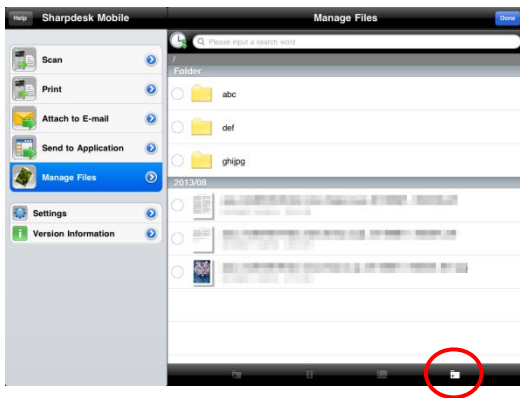 Help
Sharpdesk Mobile
Manage Files
Done
Please input a search word
Scan
Print
Attach to E-mail
Send to Application
Manage Files
Settings
Version Information
/
Folder
abc
def
ghijpg
2013/08